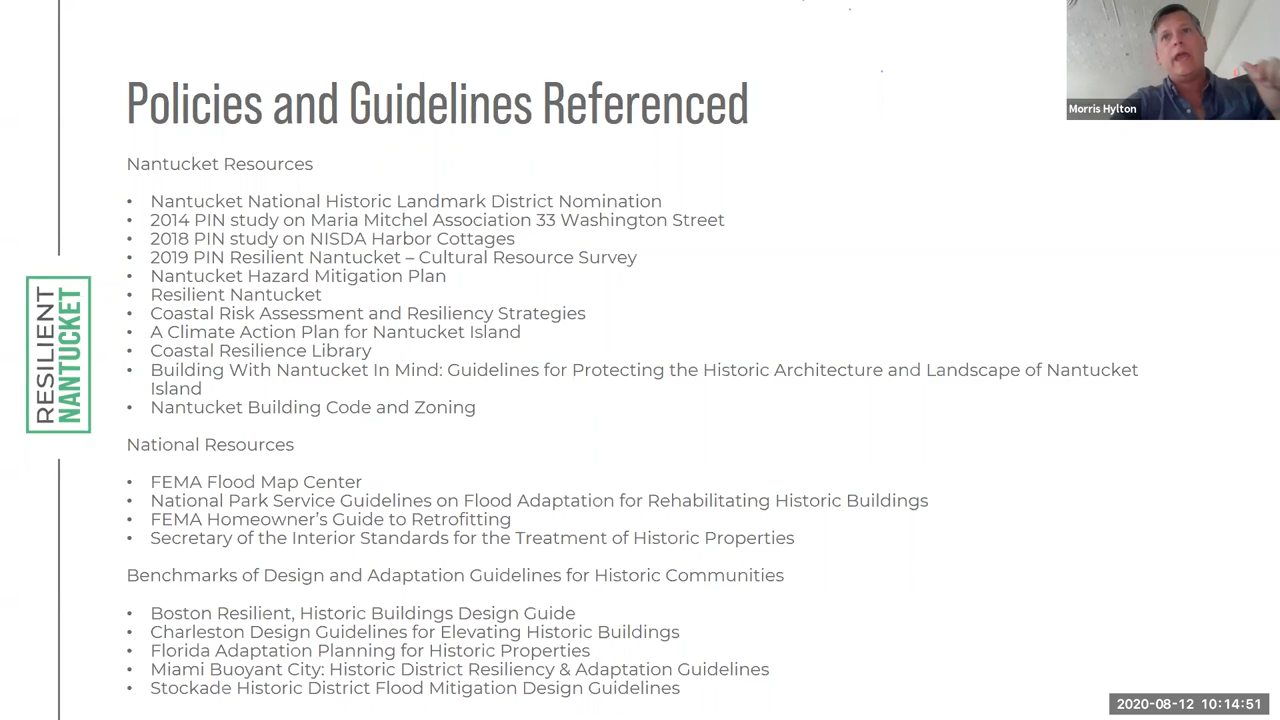 Policies and Guidelines Referenced
Morris Hylton
Nantucket Resources
• Nantucket National Historic Landmark District Nomination
• 2014 PIN study on Maria Mitchel Association 33 Washington Street
• 2018 PIN study on NISDA Harbor Cottages
• 2019 PIN Resilient Nantucket – Cultural Resource Survey
• Nantucket Hazard Mitigation Plan
• Resilient Nantucket
• Coastal Risk Assessment and Resiliency Strategies
• A Climate Action Plan for Nantucket Island
• Coastal Resilience Library
• Building With Nantucket In Mind: Guidelines for Protecting the Historic Architecture and Landscape of Nantucket
Island
• Nantucket Building Code and Zoning
RESILIENT
NANTUCKET
National Resources
• FEMA Flood Map Center
• National Park Service Guidelines on Flood Adaptation for Rehabilitating Historic Buildings
• FEMA Homeowner’s Guide to Retrofitting
• Secretary of the Interior Standards for the Treatment of Historic Properties
Benchmarks of Design and Adaptation Guidelines for Historic Communities
• Boston Resilient, Historic Buildings Design Guide
• Charleston Design Guidelines for Elevating Historic Buildings
• Florida Adaptation Planning for Historic Properties
• Miami Buoyant City: Historic District Resiliency & Adaptation Guidelines
• Stockade Historic District Flood Mitigation Design Guidelines
2020-08-12 10:14:51